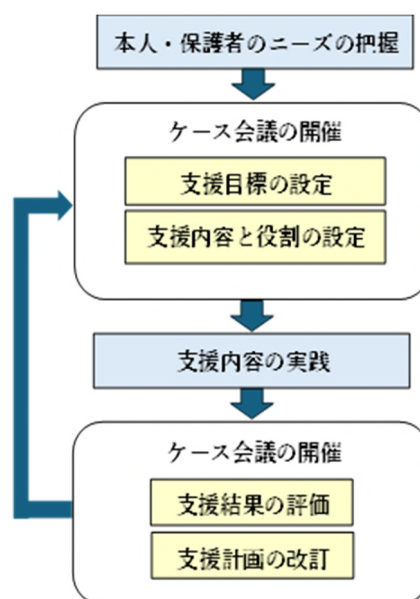 本人・保護者のニーズの把握
ケース会議の開催
支援目標の設定
支援内容と役割の設定
支援内容の実践
ケース会議の開催
支援結果の評価
支援計画の改訂